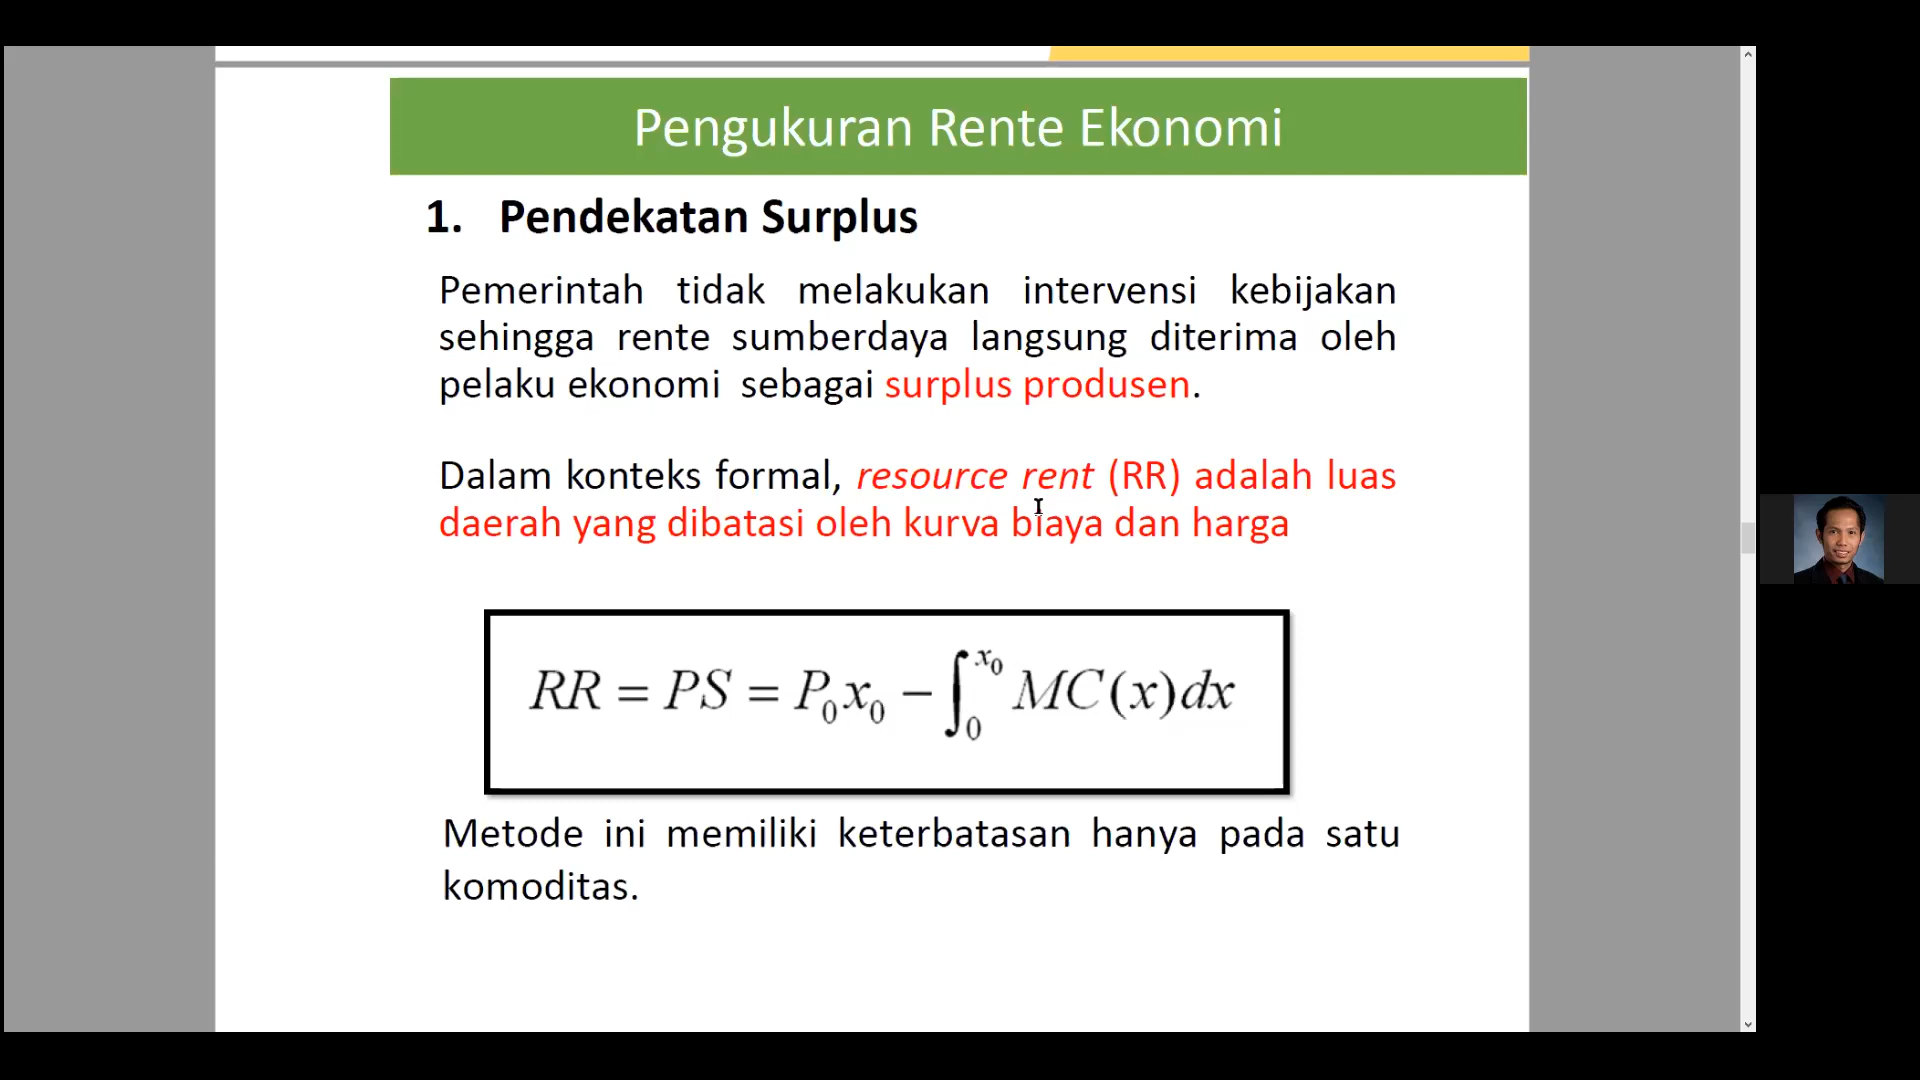 Pengukuran Rente Ekonomi
1. Pendekatan Surplus
Pemerintah tidak melakukan intervensi kebijakan
sehingga rente sumberdaya langsung diterima oleh
pelaku ekonomi sebagai surplus produsen.
Dalam konteks formal, resource rent (RR) adalah luas
daerah yang dibatasi oleh kurva biaya dan harga
RR = PS = P₀x₀ − ∫₀^x₀ MC(x)dx
Metode ini memiliki keterbatasan hanya pada satu
komoditas.